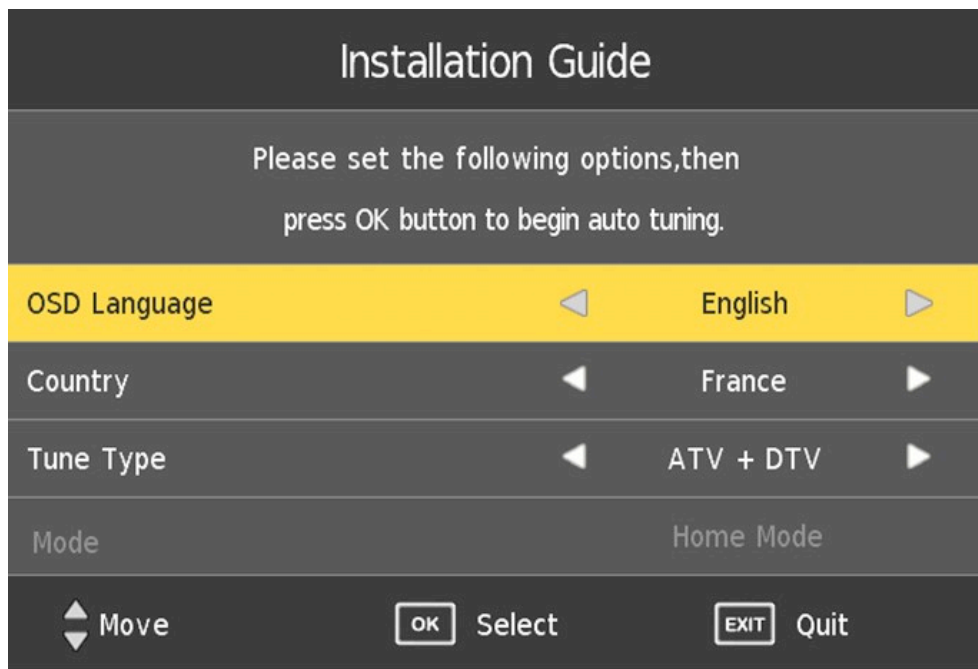 Installation Guide
Please set the following options,then
press OK button to begin auto tuning.
OSD Language English
Country France
Tune Type ATV + DTV
Mode Home Mode
Move OK Select EXIT Quit